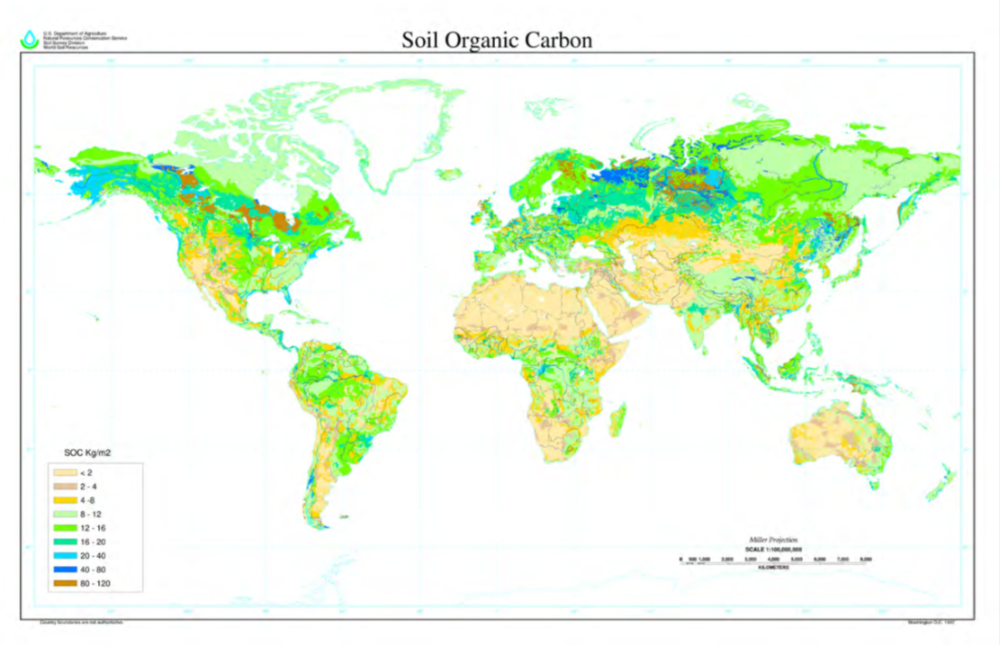 U.S. Department of Agriculture
Natural Resources Conservation Service
Soil Survey Division
World Soil Resources
Soil Organic Carbon
SOC Kg/m2
< 2
2 - 4
4 -8
8 - 12
12 - 16
16 - 20
20 - 40
40 - 80
80 - 120
Miller Projection
SCALE 1:100,000,000
0 500 1,000 2,000 3,000 4,000 5,000 6,000 7,000 8,000
KILOMETERS
Country boundaries are not authoritative.
Washington D.C.